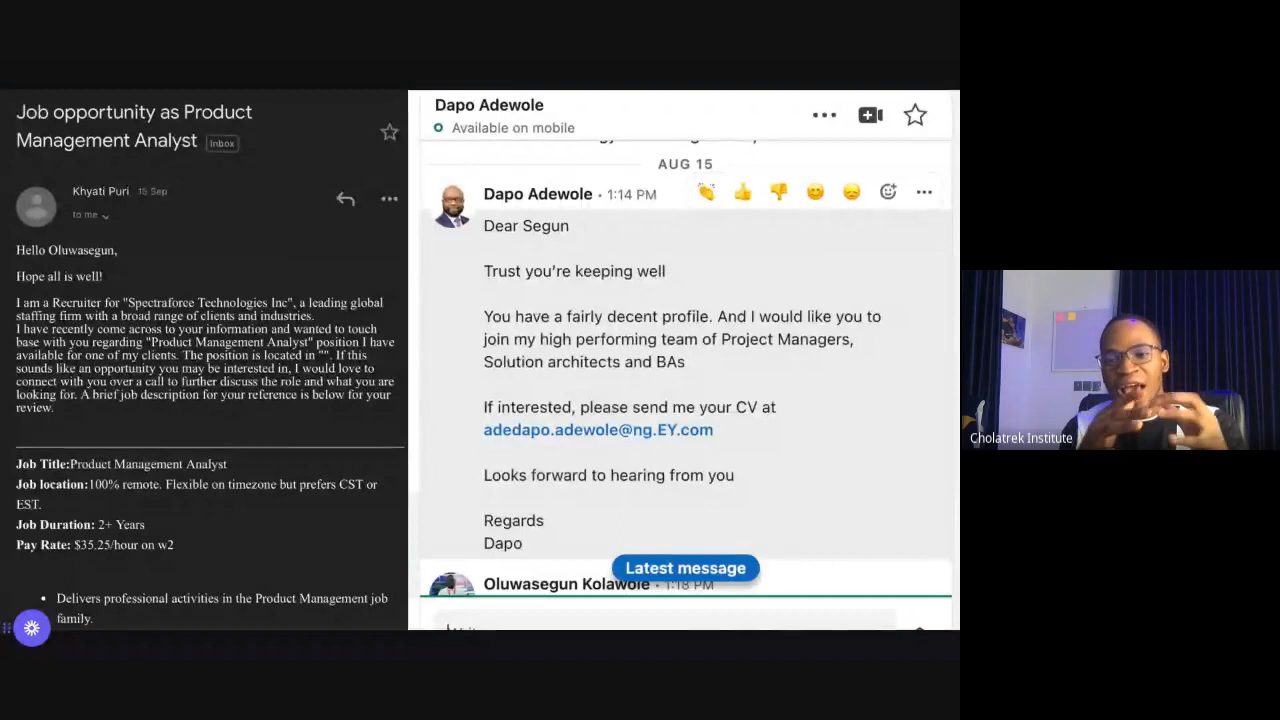 Job opportunity as Product
Management Analyst Inbox
Khyati Puri 15 Sep
to me
Hello Oluwasegun,
Hope all is well!
I am a Recruiter for "Spectraforce Technologies Inc", a leading global
staffing firm with a broad range of clients and industries.
I have recently come across to your information and wanted to touch
base with you regarding "Product Management Analyst" position I have
available for one of my clients. The position is located in "". If this
sounds like an opportunity you may be interested in, I would love to
connect with you over a call to further discuss the role and what you are
looking for. A brief job description for your reference is below for your
review.
Job Title:Product Management Analyst
Job location:100% remote. Flexible on timezone but prefers CST or
EST.
Job Duration: 2+ Years
Pay Rate: $35.25/hour on w2
• Delivers professional activities in the Product Management job
family.
Dapo Adewole
Available on mobile
AUG 15
Dapo Adewole • 1:14 PM
Dear Segun
Trust you're keeping well
You have a fairly decent profile. And I would like you to
join my high performing team of Project Managers,
Solution architects and BAs
If interested, please send me your CV at
adedapo.adewole@ng.EY.com
Looks forward to hearing from you
Regards
Dapo
Latest message
Oluwasegun Kolawole • 1:18 PM
Cholatrek Institute